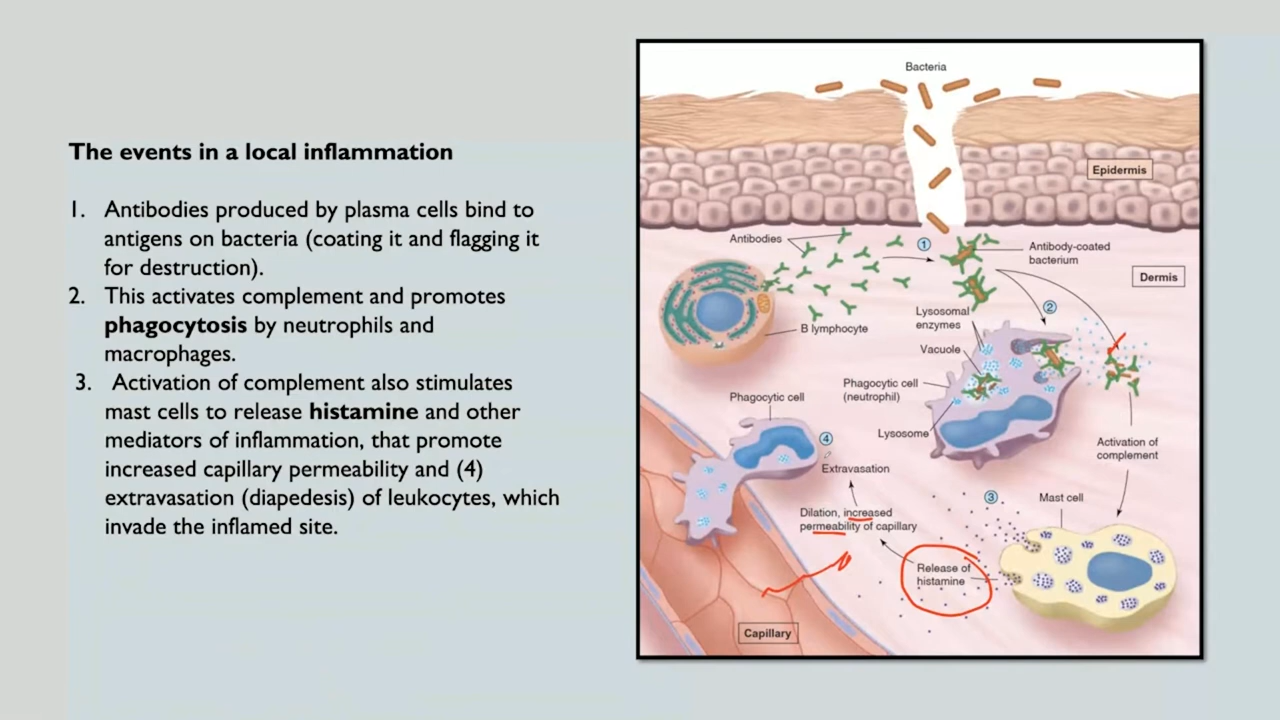 The events in a local inflammation
1. Antibodies produced by plasma cells bind to
antigens on bacteria (coating it and flagging it
for destruction).
2. This activates complement and promotes
phagocytosis by neutrophils and
macrophages.
3. Activation of complement also stimulates
mast cells to release histamine and other
mediators of inflammation, that promote
increased capillary permeability and (4)
extravasation (diapedesis) of leukocytes, which
invade the inflamed site.
Bacteria
Epidermis
Antibodies
1
Antibody-coated
bacterium
Dermis
B lymphocyte
Lysosomal
enzymes
2
Vacuole
Phagocytic cell
(neutrophil)
Phagocytic cell
Lysosome
4
Extravasation
Activation of
complement
3
Mast cell
Dilation, increased
permeability of capillary
Release of
histamine
Capillary